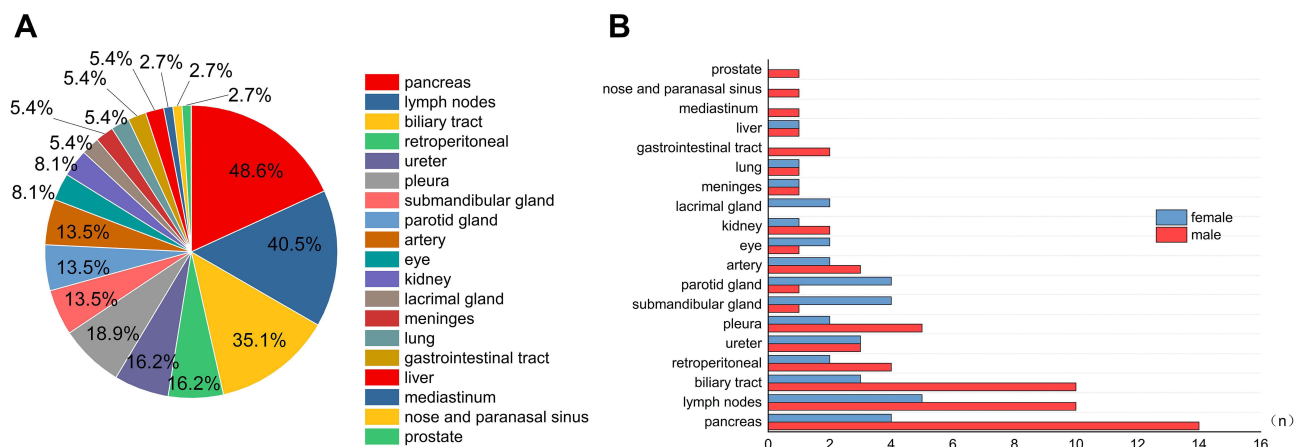 A
5.4%
2.7%
2.7%
2.7%
5.4%
5.4%
5.4%
5.4%
8.1%
8.1%
13.5%
13.5%
13.5%
18.9%
16.2%
16.2%
35.1%
40.5%
48.6%
pancreas
lymph nodes
biliary tract
retroperitoneal
ureter
pleura
submandibular gland
parotid gland
artery
eye
kidney
lacrimal gland
meninges
lung
gastrointestinal tract
liver
mediastinum
nose and paranasal sinus
prostate
B
prostate
nose and paranasal sinus
mediastinum
liver
gastrointestinal tract
lung
meninges
lacrimal gland
kidney
eye
artery
parotid gland
submandibular gland
pleura
ureter
retroperitoneal
biliary tract
lymph nodes
pancreas
female
male
0 2 4 6 8 10 12 14 16
(n)